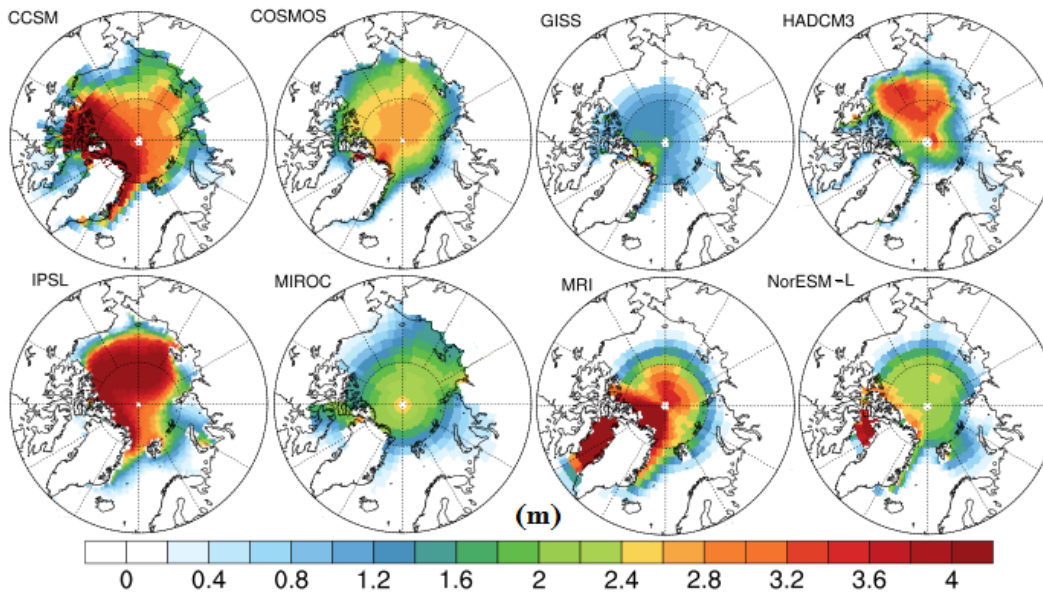 CCSM COSMOS GISS HADCM3
IPSL MIROC MRI NorESM-L
(m)
0 0.4 0.8 1.2 1.6 2 2.4 2.8 3.2 3.6 4